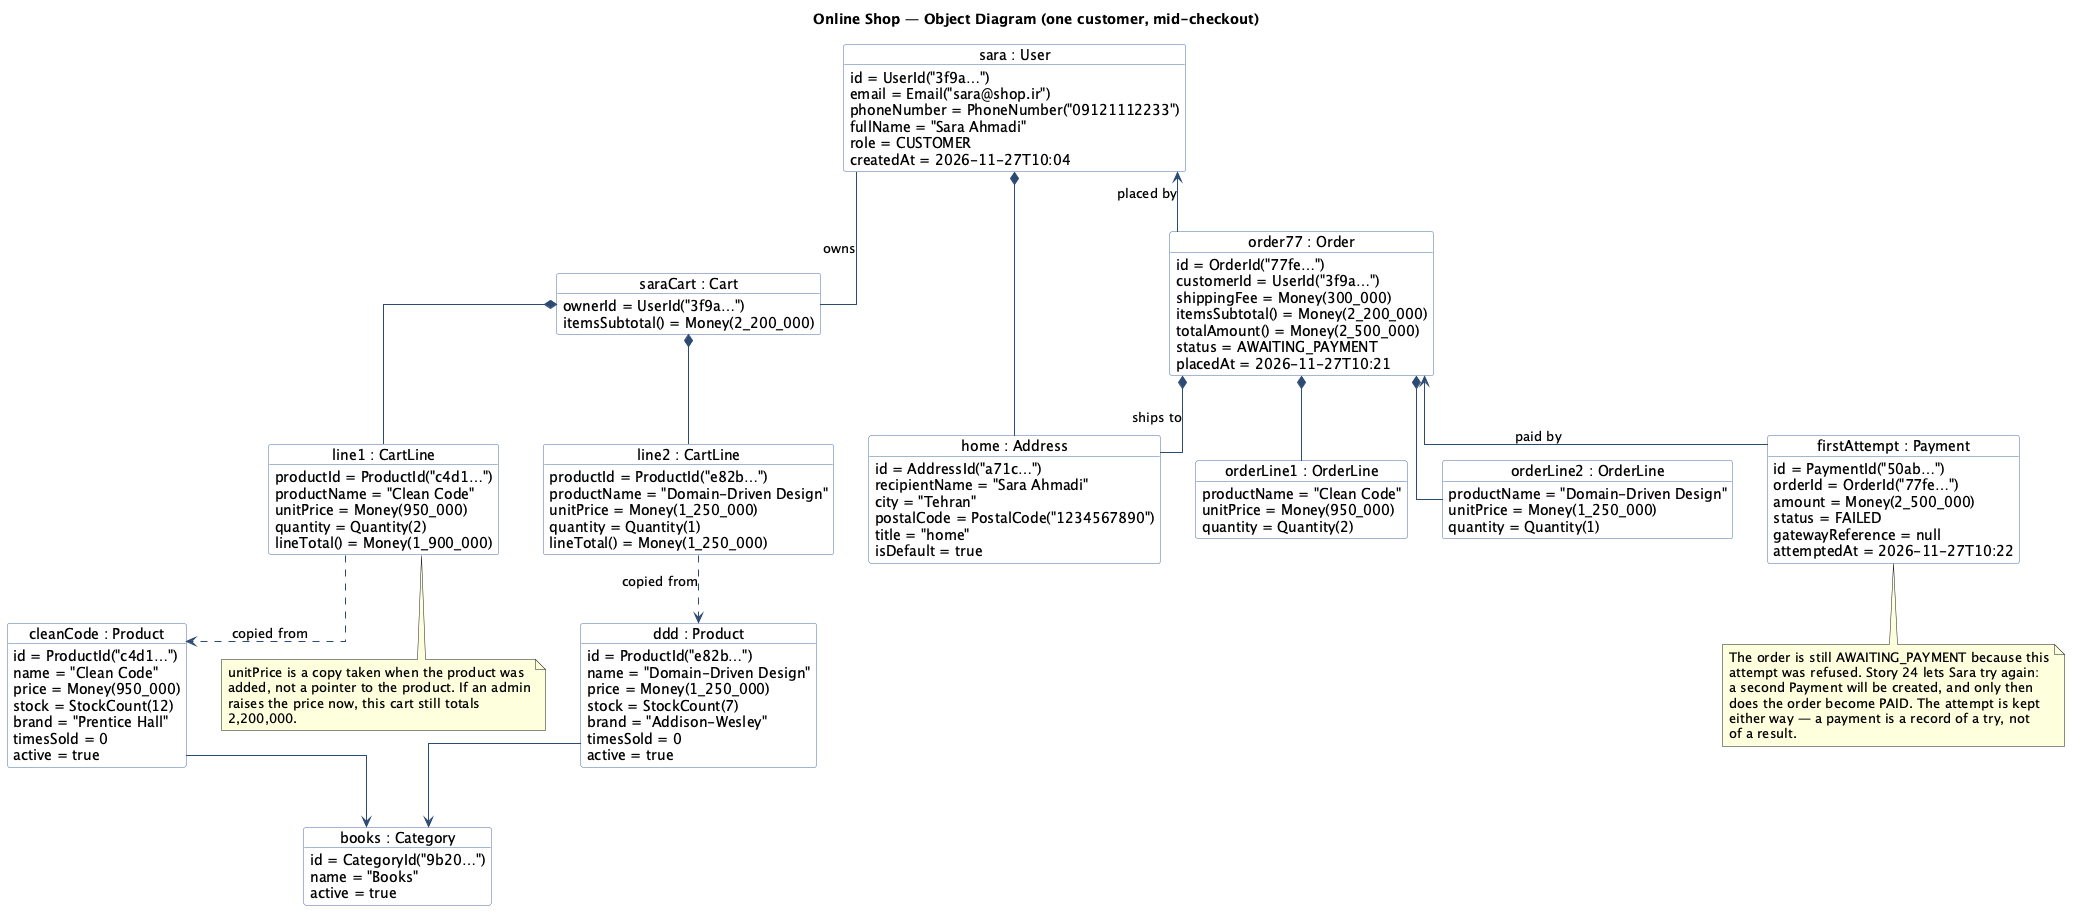 Online Shop — Object Diagram (one customer, mid-checkout)
sara : User
id = UserId("3f9a...")
email = Email("sara@shop.ir")
phoneNumber = PhoneNumber("09121112233")
fullName = "Sara Ahmadi"
role = CUSTOMER
createdAt = 2026-11-27T10:04
placed by
owns
order77 : Order
id = OrderId("77fe...")
customerId = UserId("3f9a...")
shippingFee = Money(300_000)
itemsSubtotal() = Money(2_200_000)
totalAmount() = Money(2_500_000)
status = AWAITING_PAYMENT
placedAt = 2026-11-27T10:21
saraCart : Cart
ownerId = UserId("3f9a...")
itemsSubtotal() = Money(2_200_000)
ships to
paid by
line1 : CartLine
productId = ProductId("c4d1...")
productName = "Clean Code"
unitPrice = Money(950_000)
quantity = Quantity(2)
lineTotal() = Money(1_900_000)
line2 : CartLine
productId = ProductId("e82b...")
productName = "Domain-Driven Design"
unitPrice = Money(1_250_000)
quantity = Quantity(1)
lineTotal() = Money(1_250_000)
home : Address
id = AddressId("a71c...")
recipientName = "Sara Ahmadi"
city = "Tehran"
postalCode = PostalCode("1234567890")
title = "home"
isDefault = true
orderLine1 : OrderLine
productName = "Clean Code"
unitPrice = Money(950_000)
quantity = Quantity(2)
orderLine2 : OrderLine
productName = "Domain-Driven Design"
unitPrice = Money(1_250_000)
quantity = Quantity(1)
firstAttempt : Payment
id = PaymentId("50ab...")
orderId = OrderId("77fe...")
amount = Money(2_500_000)
status = FAILED
gatewayReference = null
attemptedAt = 2026-11-27T10:22
copied from
copied from
cleanCode : Product
id = ProductId("c4d1...")
name = "Clean Code"
price = Money(950_000)
stock = StockCount(12)
brand = "Prentice Hall"
timesSold = 0
active = true
unitPrice is a copy taken when the product was
added, not a pointer to the product. If an admin
raises the price now, this cart still totals
2,200,000.
ddd : Product
id = ProductId("e82b...")
name = "Domain-Driven Design"
price = Money(1_250_000)
stock = StockCount(7)
brand = "Addison-Wesley"
timesSold = 0
active = true
The order is still AWAITING_PAYMENT because this
attempt was refused. Story 24 lets Sara try again:
a second Payment will be created, and only then
does the order become PAID. The attempt is kept
either way — a payment is a record of a try, not
of a result.
books : Category
id = CategoryId("9b20...")
name = "Books"
active = true